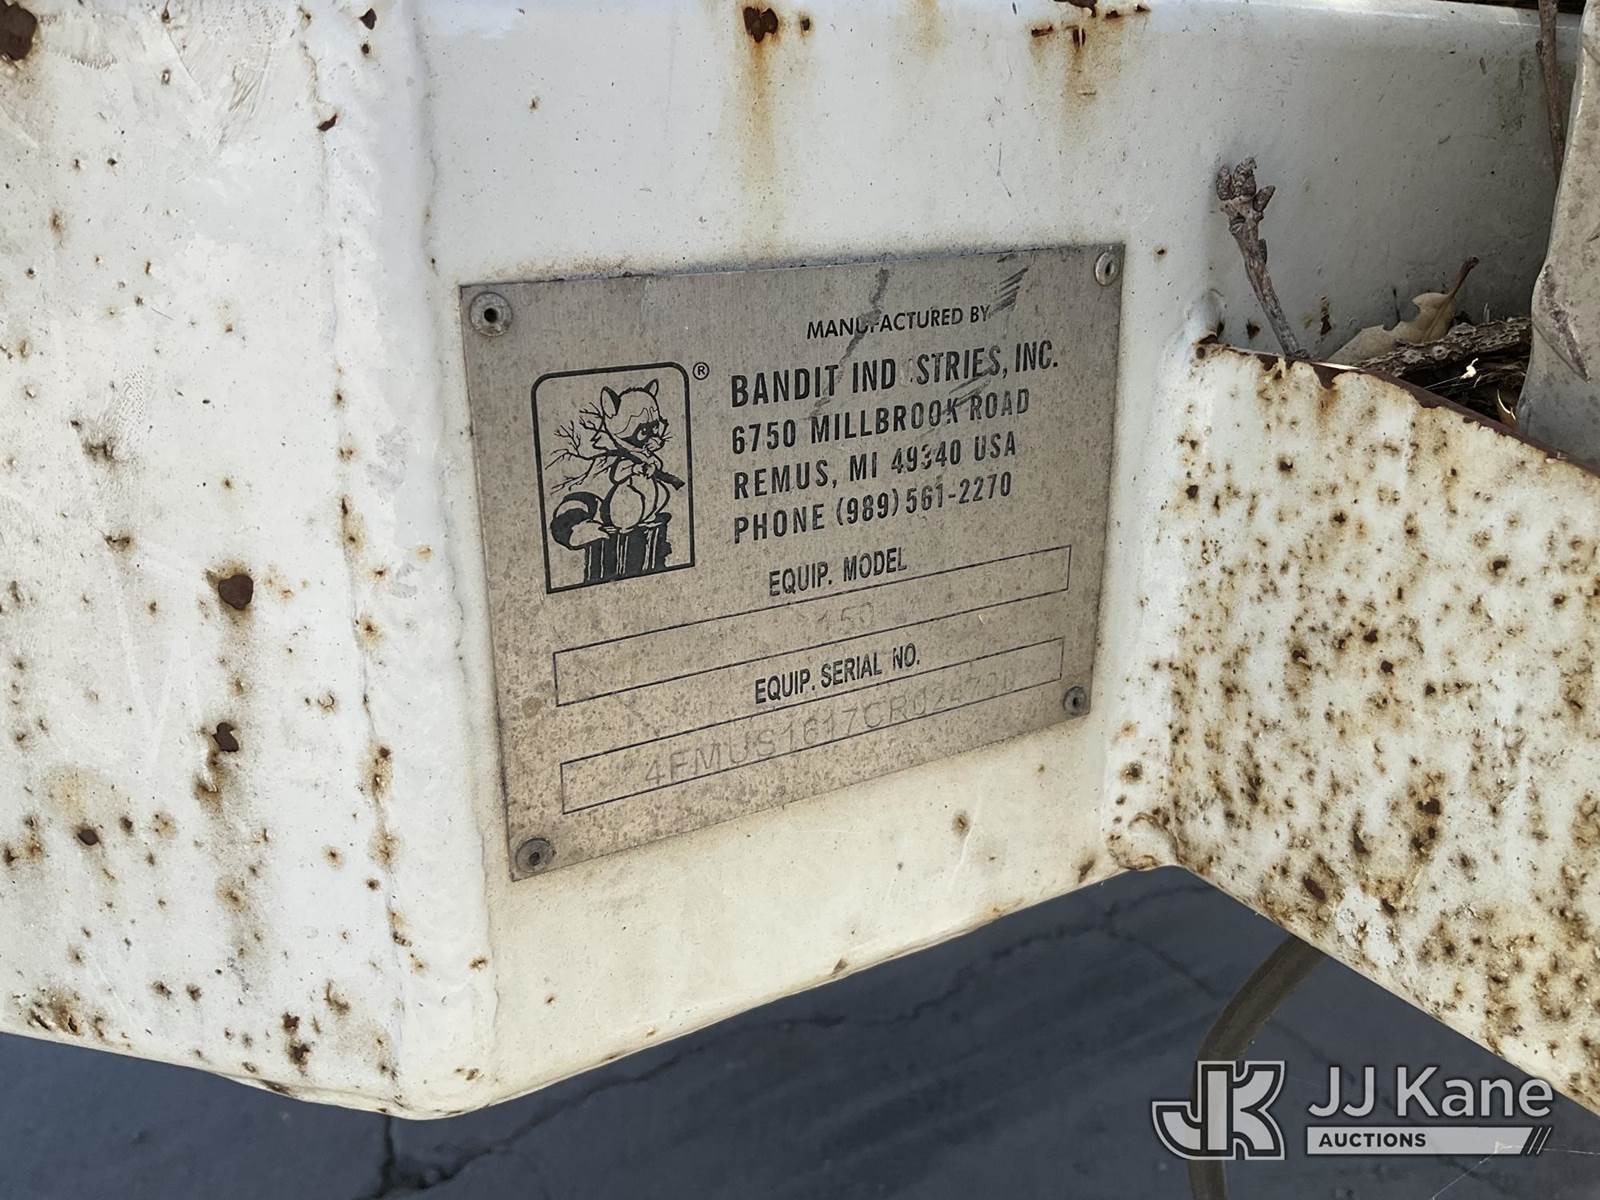 MANUFACTURED BY
BANDIT INDUSTRIES, INC.
®
6750 MILLBROOK ROAD
REMUS, MI 49340 USA
PHONE (989) 561-2270
EQUIP. MODEL
EQUIP. SERIAL NO.
JK JJ Kane
AUCTIONS